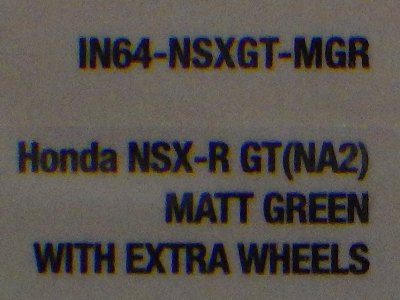 IN64-NSXGT-MGR
Honda NSX-R GT(NA2)
MATT GREEN
WITH EXTRA WHEELS